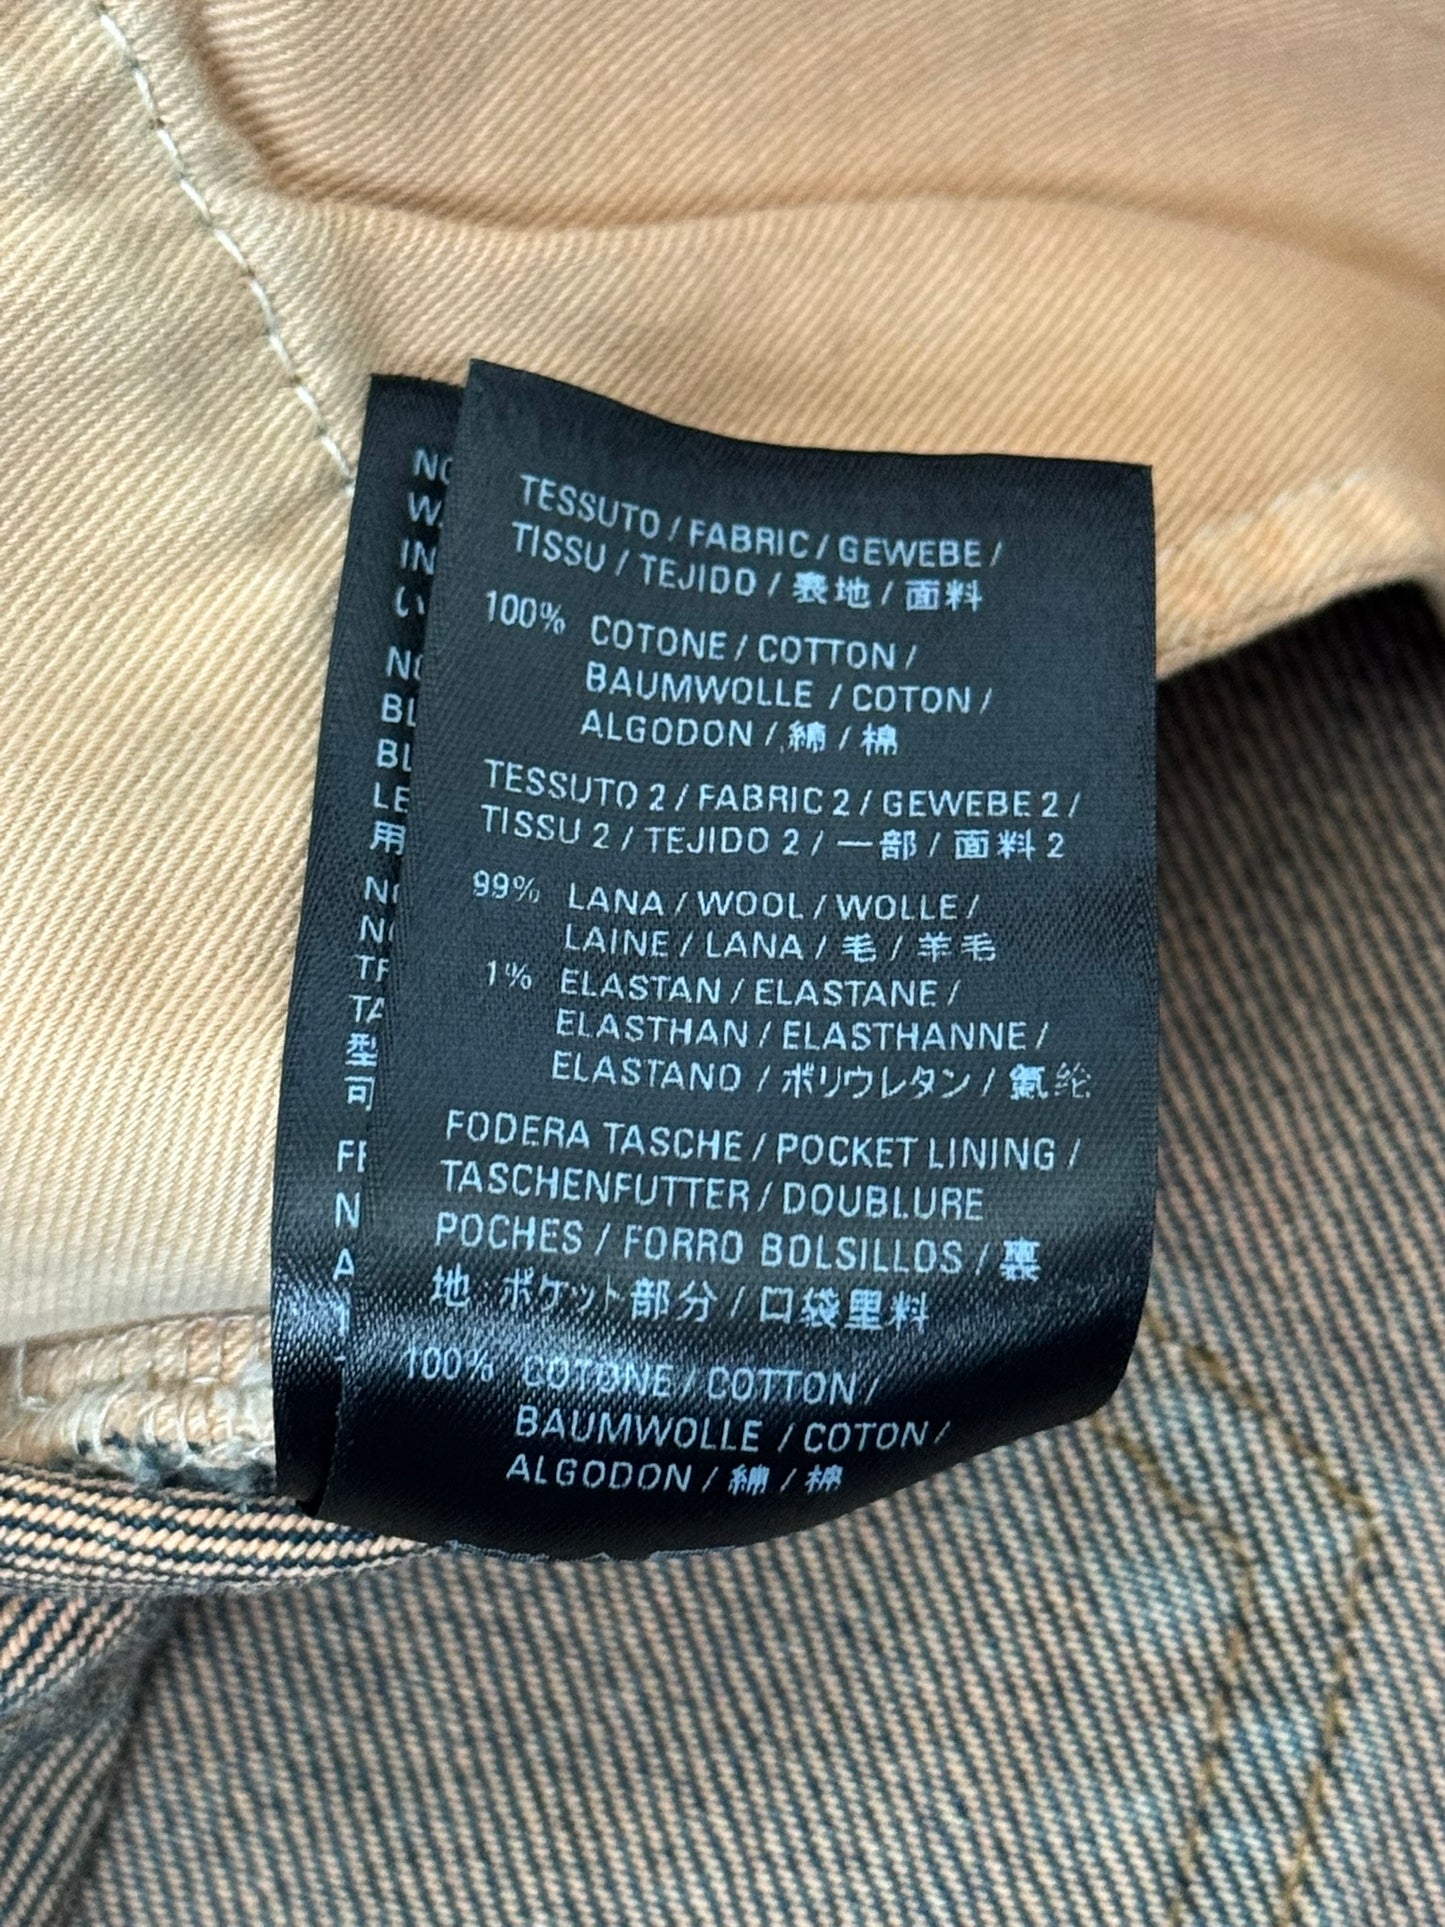 TESSUTO / FABRIC / GEWEBE /
TISSU / TEJIDO / 表地 / 面料
100% COTONE / COTTON /
BAUMWOLLE / COTON /
ALGODON / 綿 / 棉
TESSUTO 2 / FABRIC 2 / GEWEBE 2 /
TISSU 2 / TEJIDO 2 / 一部 / 面料 2
99% LANA / WOOL / WOLLE /
LAINE / LANA / 毛 / 羊毛
1% ELASTAN / ELASTANE /
ELASTHAN / ELASTHANNE /
ELASTANO / ポリウレタン / 氨纶
FODERA TASCHE / POCKET LINING /
TASCHENFUTTER / DOUBLURE
POCHES / FORRO BOLSILLOS / 裏
地 ポケット部分 / 口袋里料
100% COTONE / COTTON /
BAUMWOLLE / COTON /
ALGODON / 綿 / 棉